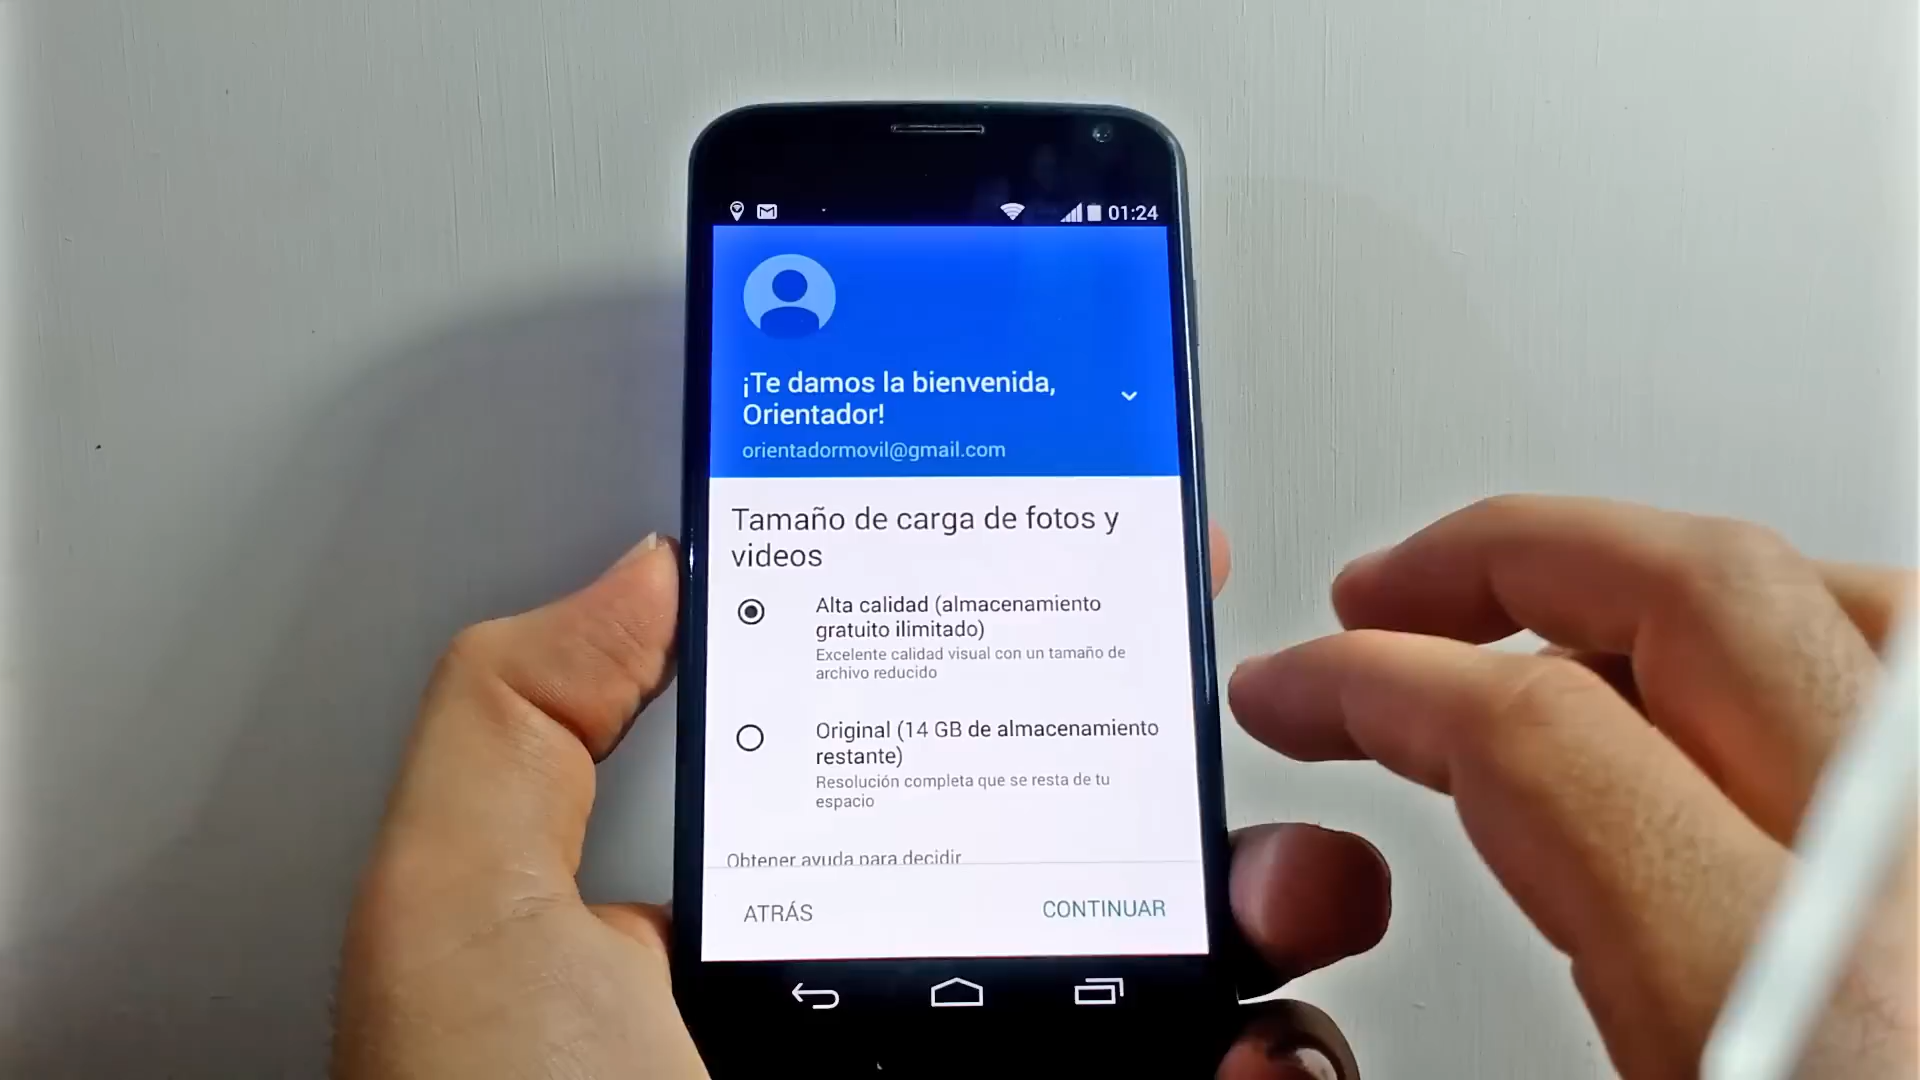 01:24
¡Te damos la bienvenida,
Orientador!
orientadormovil@gmail.com
Tamaño de carga de fotos y
videos
Alta calidad (almacenamiento
gratuito ilimitado)
Excelente calidad visual con un tamaño de
archivo reducido
Original (14 GB de almacenamiento
restante)
Resolución completa que se resta de tu
espacio
Obtener ayuda para decidir
ATRÁS
CONTINUAR